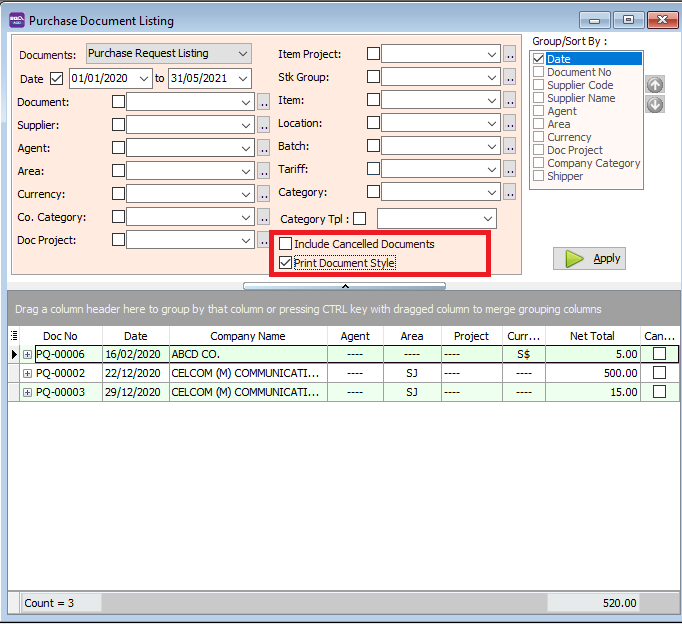 Purchase Document Listing
Documents: Purchase Request Listing
Date 01/01/2020 to 31/05/2021
Document:
Supplier:
Agent:
Area:
Currency:
Co. Category:
Doc Project:
Item Project:
Stk Group:
Item:
Location:
Batch:
Tariff:
Category:
Category Tpl :
Include Cancelled Documents
Print Document Style
Group/Sort By :
Date
Document No
Supplier Code
Supplier Name
Agent
Area
Currency
Doc Project
Company Category
Shipper
Apply
Drag a column header here to group by that column or pressing CTRL key with dragged column to merge grouping columns
Doc No Date Company Name Agent Area Project Curr... Net Total Can...
PQ-00006 16/02/2020 ABCD CO. ---- ---- ---- S$ 5.00
PQ-00002 22/12/2020 CELCOM (M) COMMUNICATI... ---- SJ ---- ---- 500.00
PQ-00003 29/12/2020 CELCOM (M) COMMUNICATI... ---- SJ ---- ---- 15.00
Count = 3 520.00